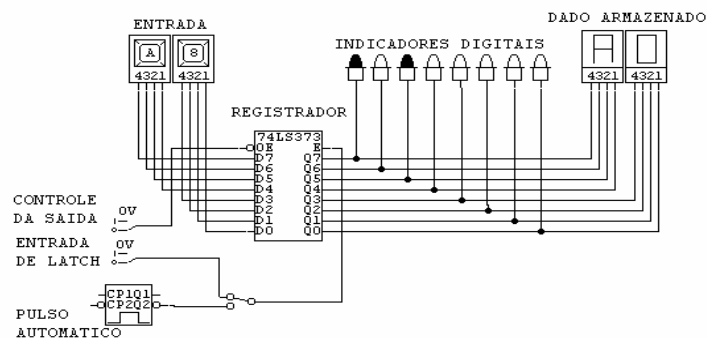 ENTRADA
DADO ARMAZENADO
INDICADORES DIGITAIS
A 8
A 0
4321 4321
4321 4321
REGISTRADOR
74LS373
OE E
D7 Q7
D6 Q6
D5 Q5
D4 Q4
D3 Q3
D2 Q2
D1 Q1
D0 Q0
CONTROLE
DA SAIDA
0V
ENTRADA
DE LATCH
0V
CP1Q1
CP2Q2
PULSO
AUTOMATICO